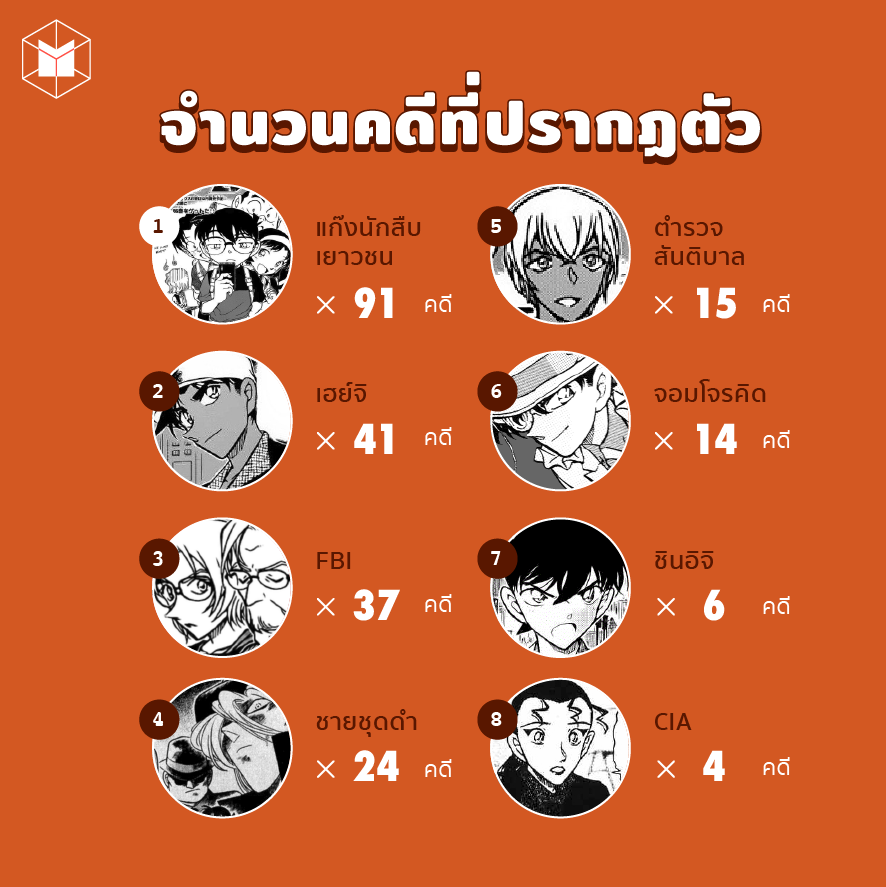 จำนวนคดีที่ปรากฏตัว
1
แก๊งนักสืบ
เยาวชน
× 91 คดี
2
เฮย์จิ
× 41 คดี
3
FBI
× 37 คดี
4
ชายชุดดำ
× 24 คดี
5
ตำรวจ
สันติบาล
× 15 คดี
6
จอมโจรคิด
× 14 คดี
7
ชินอิจิ
× 6 คดี
8
CIA
× 4 คดี